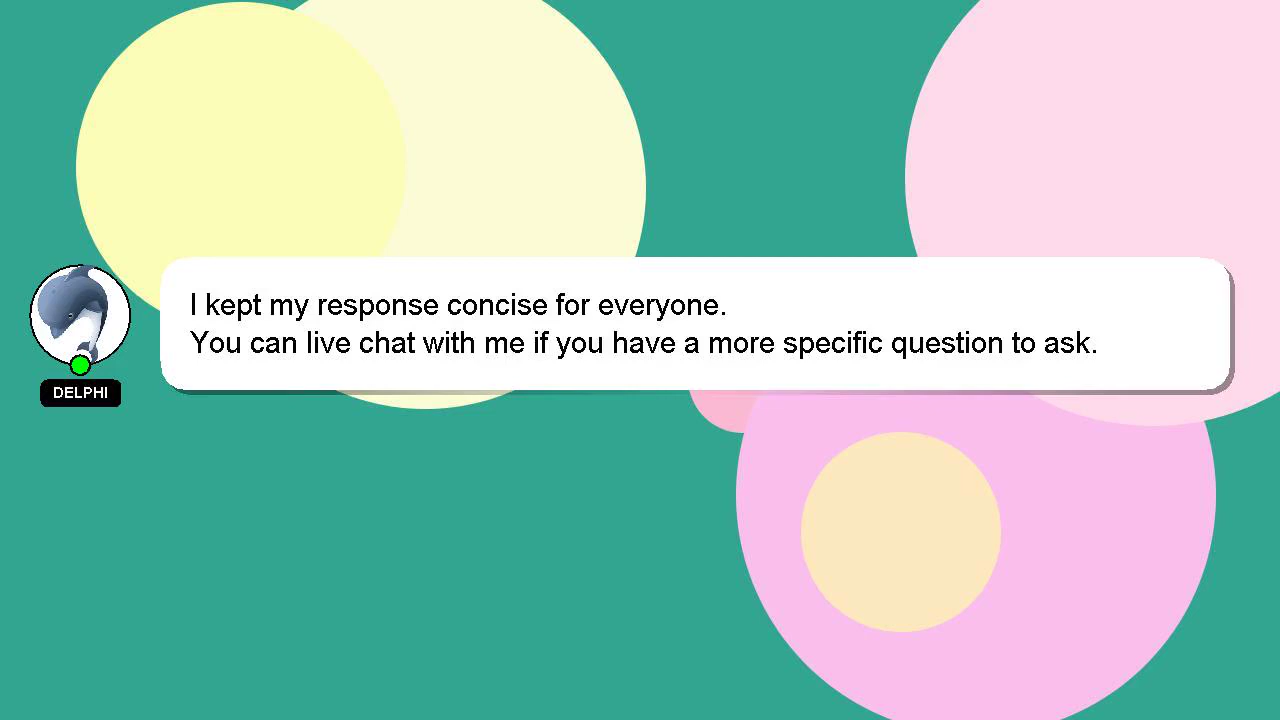 I kept my response concise for everyone.
You can live chat with me if you have a more specific question to ask.
DELPHI